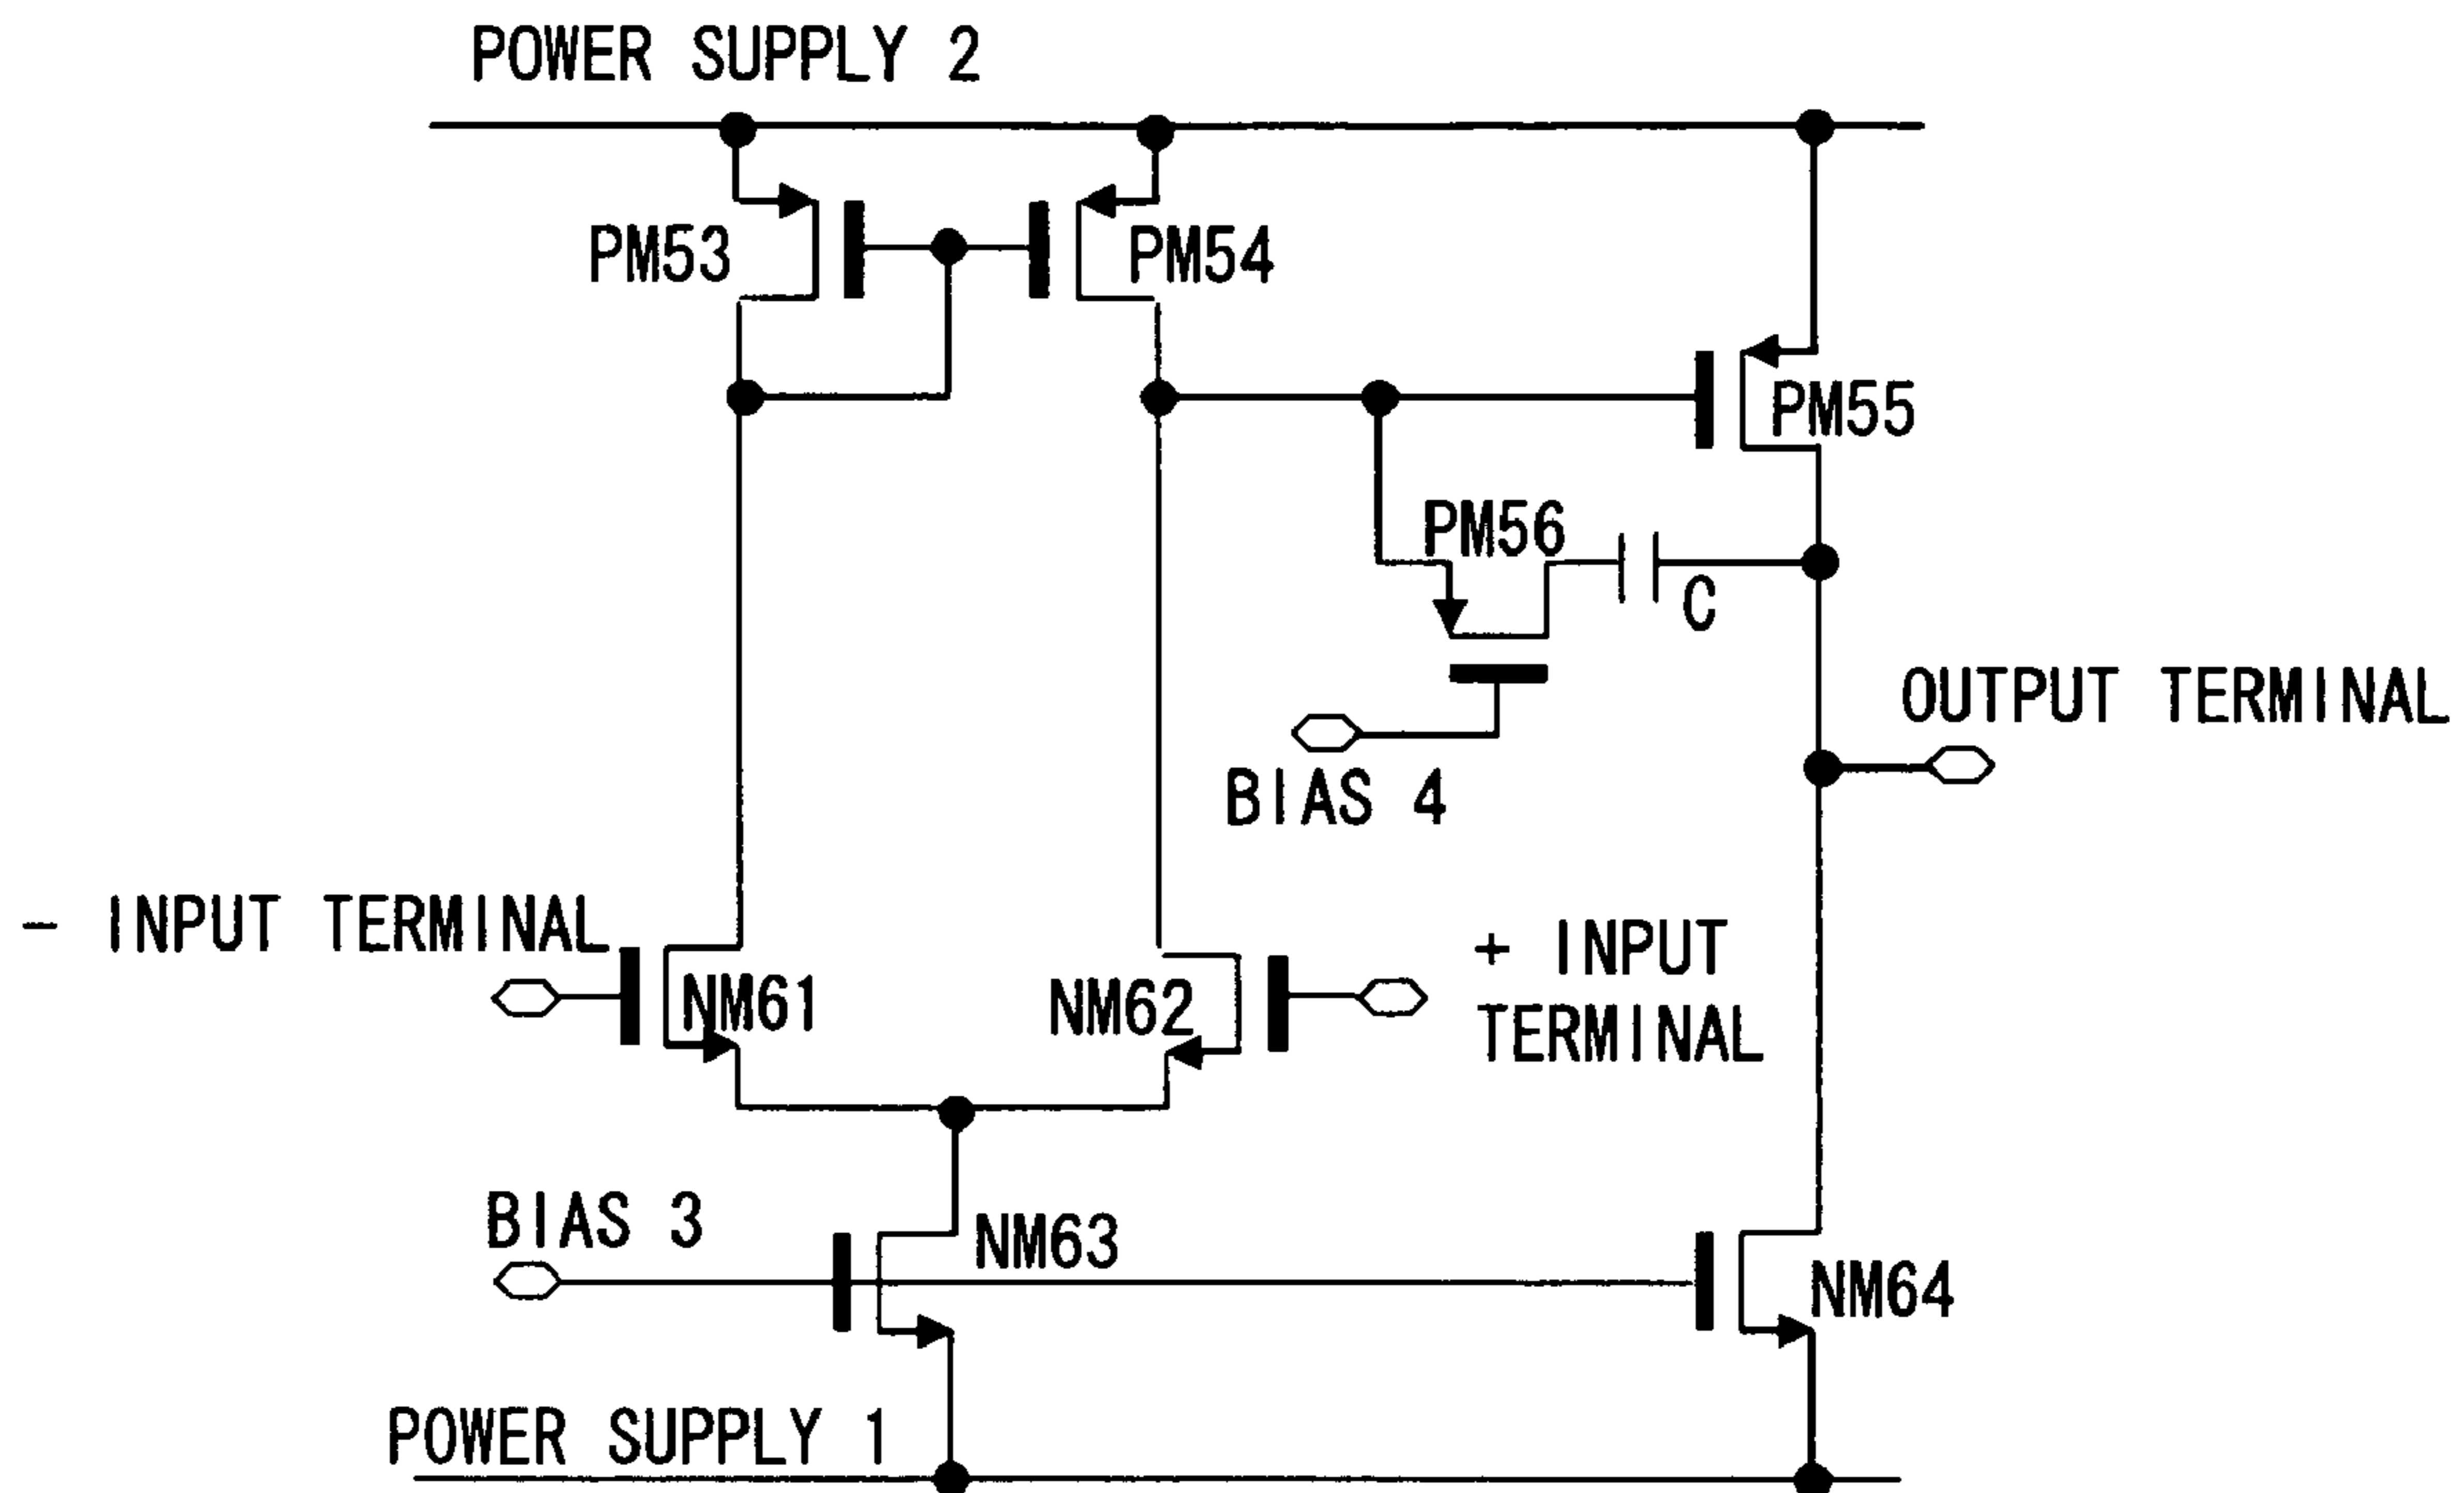 POWER SUPPLY 2
PM53
PM54
PM55
PM56
C
OUTPUT TERMINAL
BIAS 4
- INPUT TERMINAL
NM61
NM62
+ INPUT
TERMINAL
BIAS 3
NM63
NM64
POWER SUPPLY 1